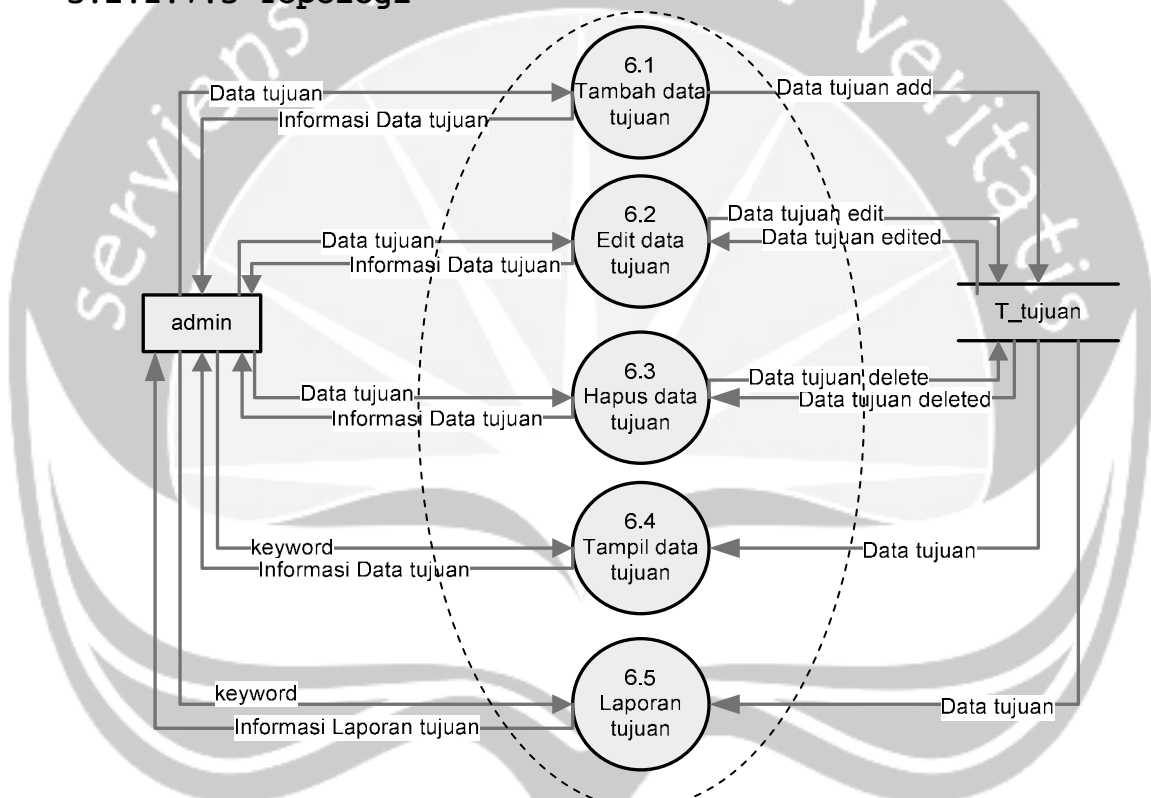 6.1
Tambah data
tujuan
Data tujuan
Informasi Data tujuan
Data tujuan add
6.2
Edit data
tujuan
Data tujuan
Informasi Data tujuan
Data tujuan edit
Data tujuan edited
admin
T_tujuan
6.3
Hapus data
tujuan
Data tujuan
Informasi Data tujuan
Data tujuan delete
Data tujuan deleted
6.4
Tampil data
tujuan
keyword
Informasi Data tujuan
Data tujuan
6.5
Laporan
tujuan
keyword
Informasi Laporan tujuan
Data tujuan
serviens
veritatis